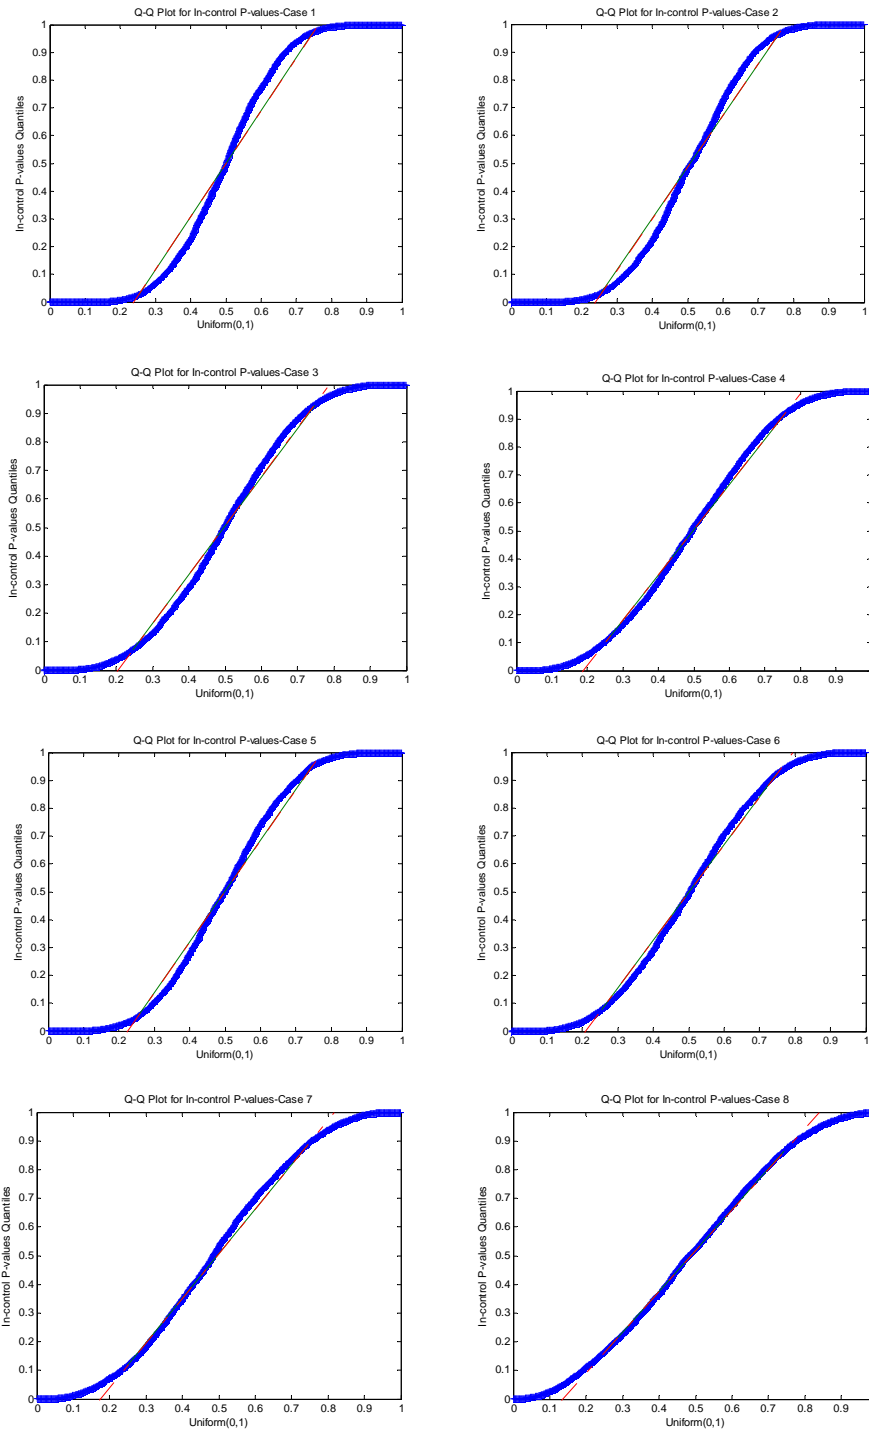 Q-Q Plot for In-control P-values-Case 1
1
0.9
0.8
0.7
0.6
0.5
0.4
0.3
0.2
0.1
0
In-control P-values Quantiles
0 0.1 0.2 0.3 0.4 0.5 0.6 0.7 0.8 0.9 1
Uniform(0,1)
Q-Q Plot for In-control P-values-Case 2
1
0.9
0.8
0.7
0.6
0.5
0.4
0.3
0.2
0.1
0
In-control P-values Quantiles
0 0.1 0.2 0.3 0.4 0.5 0.6 0.7 0.8 0.9 1
Uniform(0,1)
Q-Q Plot for In-control P-values-Case 3
1
0.9
0.8
0.7
0.6
0.5
0.4
0.3
0.2
0.1
0
In-control P-values Quantiles
0 0.1 0.2 0.3 0.4 0.5 0.6 0.7 0.8 0.9 1
Uniform(0,1)
Q-Q Plot for In-control P-values-Case 4
1
0.9
0.8
0.7
0.6
0.5
0.4
0.3
0.2
0.1
0
In-control P-values Quantiles
0 0.1 0.2 0.3 0.4 0.5 0.6 0.7 0.8 0.9
Uniform(0,1)
Q-Q Plot for In-control P-values-Case 5
1
0.9
0.8
0.7
0.6
0.5
0.4
0.3
0.2
0.1
0
In-control P-values Quantiles
0 0.1 0.2 0.3 0.4 0.5 0.6 0.7 0.8 0.9 1
Uniform(0,1)
Q-Q Plot for In-control P-values-Case 6
1
0.9
0.8
0.7
0.6
0.5
0.4
0.3
0.2
0.1
0
In-control P-values Quantiles
0 0.1 0.2 0.3 0.4 0.5 0.6 0.7 0.8 0.9 1
Uniform(0,1)
Q-Q Plot for In-control P-values-Case 7
1
0.9
0.8
0.7
0.6
0.5
0.4
0.3
0.2
0.1
0
In-control P-values Quantiles
0 0.1 0.2 0.3 0.4 0.5 0.6 0.7 0.8 0.9 1
Uniform(0,1)
Q-Q Plot for In-control P-values-Case 8
1
0.9
0.8
0.7
0.6
0.5
0.4
0.3
0.2
0.1
0
In-control P-values Quantiles
0 0.1 0.2 0.3 0.4 0.5 0.6 0.7 0.8 0.9
Uniform(0,1)